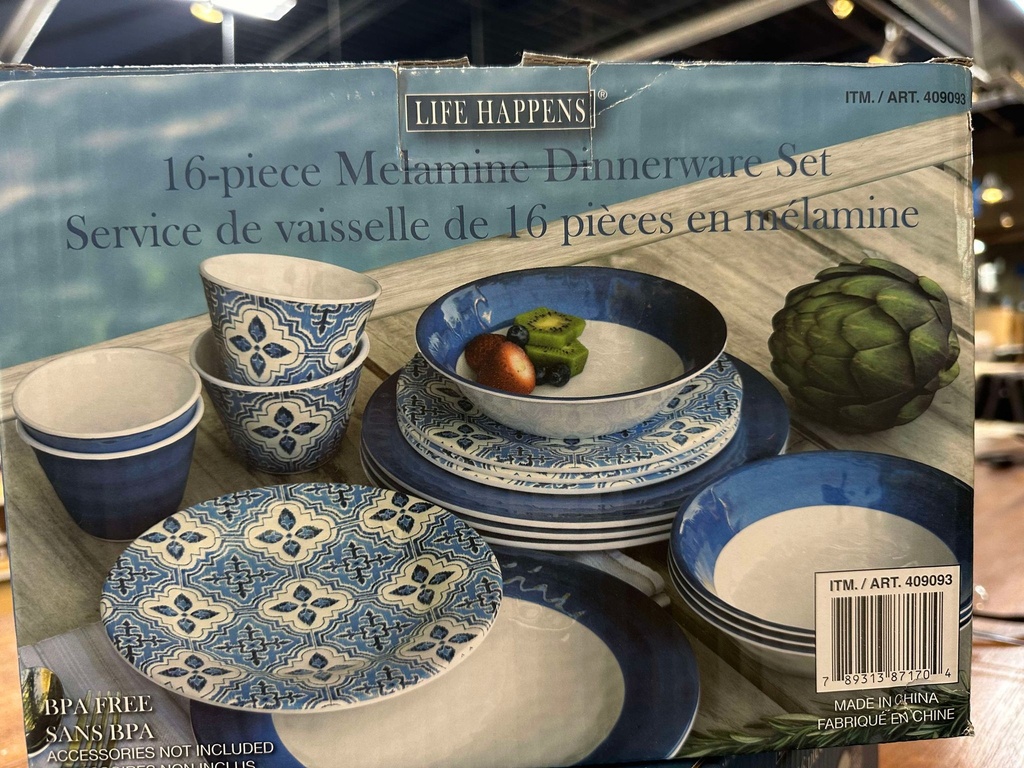 LIFE HAPPENS®
ITM. / ART. 409093
16-piece Melamine Dinnerware Set
Service de vaisselle de 16 pièces en mélamine
ITM. / ART. 409093
7 89313 87170 4
MADE IN CHINA
FABRIQUÉ EN CHINE
BPA FREE
SANS BPA
ACCESSORIES NOT INCLUDED
NON INCLUS